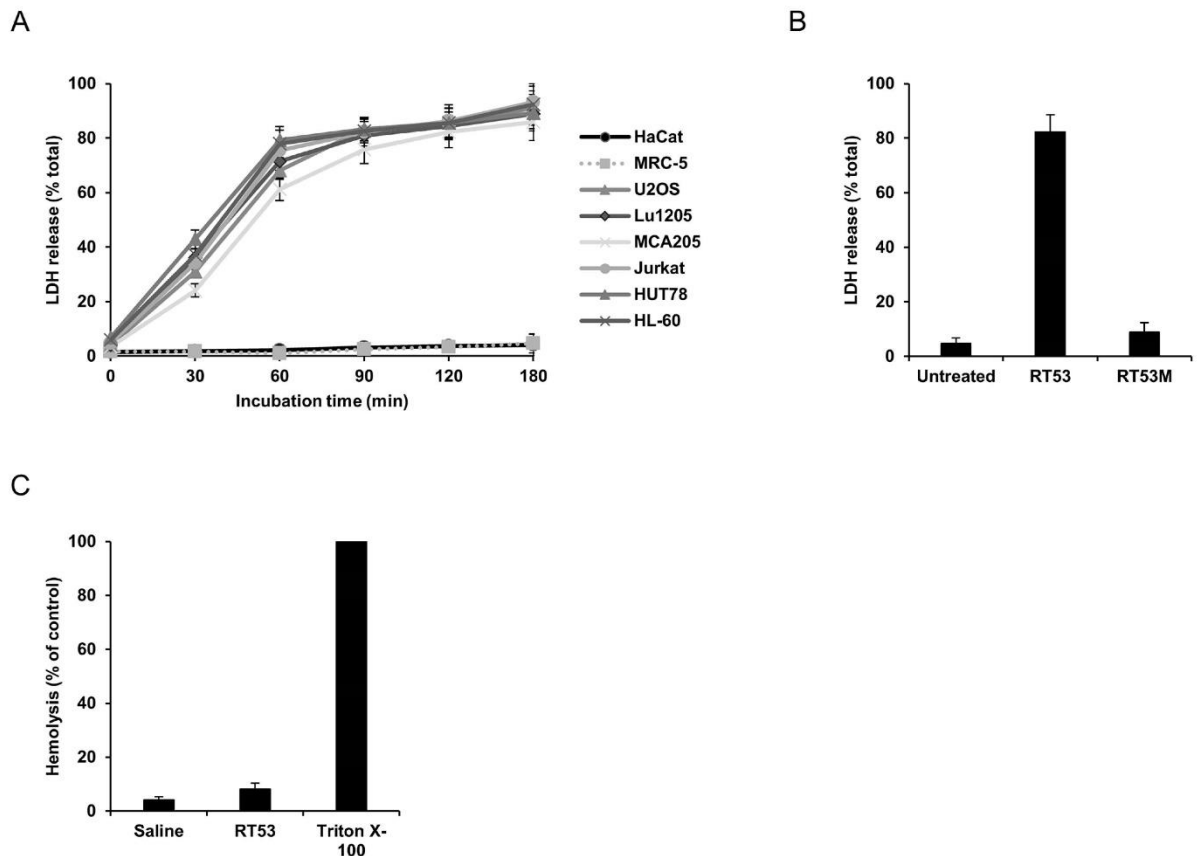 A
LDH release (% total)
100
80
60
40
20
0
0 30 60 90 120 180
Incubation time (min)
HaCat
MRC-5
U2OS
Lu1205
MCA205
Jurkat
HUT78
HL-60
B
LDH release (% total)
100
80
60
40
20
0
Untreated RT53 RT53M
C
Hemolysis (% of control)
100
80
60
40
20
0
Saline RT53 Triton X-
100